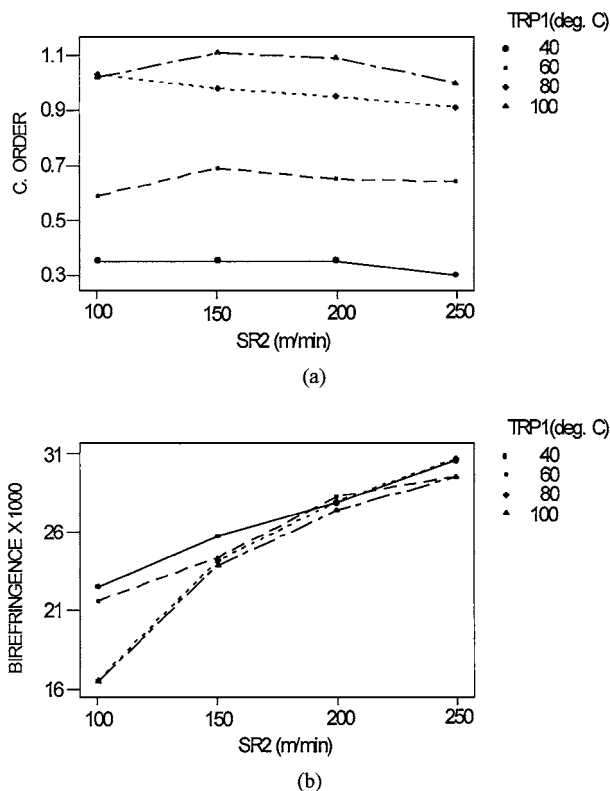 TRP1(deg. C)
40
60
80
100
1.1
0.9
0.7
0.5
0.3
C. ORDER
100 150 200 250
SR2 (m/min)
(a)
TRP1(deg. C)
40
60
80
100
31
26
21
16
BIREFRINGENCE X 1000
100 150 200 250
SR2 (m/min)
(b)